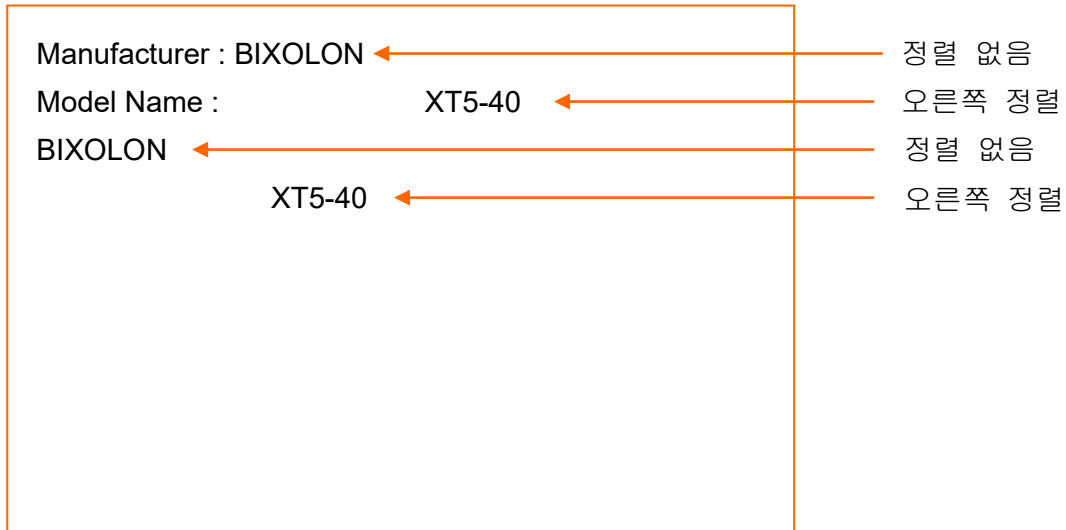 Manufacturer : BIXOLON 정렬 없음
Model Name : XT5-40 오른쪽 정렬
BIXOLON 정렬 없음
XT5-40 오른쪽 정렬